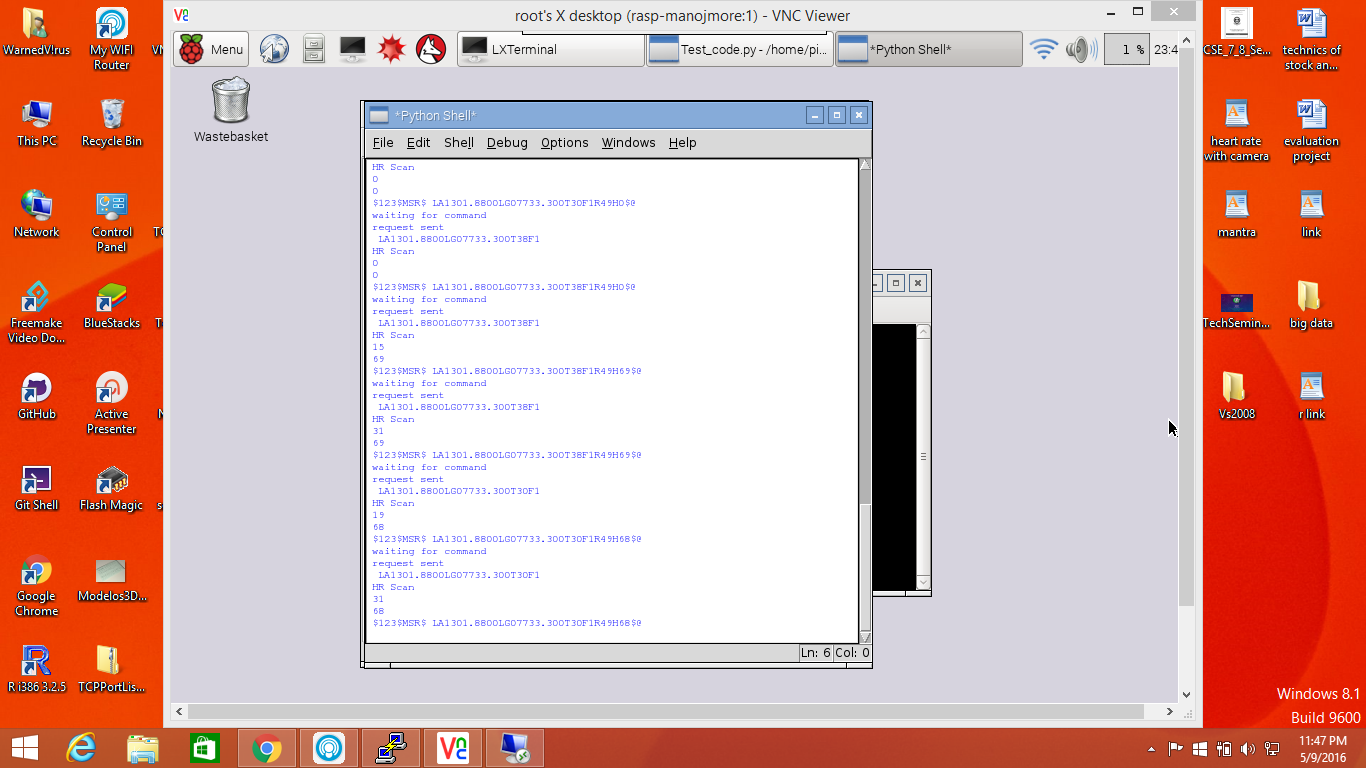 root's X desktop (rasp-manojmore:1) - VNC Viewer
Menu
LXTerminal
Test_code.py - /home/pi...
*Python Shell*
1 %
23:4
Wastebasket
*Python Shell*
File Edit Shell Debug Options Windows Help
HR Scan
0
0
$123$MSR$ LA1301.8800LG07733.300T30F1R49H0$@
waiting for command
request sent
LA1301.8800LG07733.300T38F1
HR Scan
0
0
$123$MSR$ LA1301.8800LG07733.300T38F1R49H0$@
waiting for command
request sent
LA1301.8800LG07733.300T38F1
HR Scan
15
69
$123$MSR$ LA1301.8800LG07733.300T38F1R49H69$@
waiting for command
request sent
LA1301.8800LG07733.300T38F1
HR Scan
31
69
$123$MSR$ LA1301.8800LG07733.300T38F1R49H69$@
waiting for command
request sent
LA1301.8800LG07733.300T30F1
HR Scan
19
68
$123$MSR$ LA1301.8800LG07733.300T30F1R49H68$@
waiting for command
request sent
LA1301.8800LG07733.300T30F1
HR Scan
31
68
$123$MSR$ LA1301.8800LG07733.300T30F1R49H68$@
Ln: 6 Col: 0
WarnedV!rus
My WIFI
Router
This PC
Recycle Bin
Network
Control
Panel
Freemake
Video Do...
BlueStacks
GitHub
Active
Presenter
Git Shell
Flash Magic
Google
Chrome
Modelos3D...
R i386 3.2.5
TCPPortLis...
CSE_7_8_Se...
technics of
stock an...
heart rate
with camera
evaluation
project
mantra
link
TechSemin...
big data
Vs2008
r link
Windows 8.1
Build 9600
11:47 PM
5/9/2016